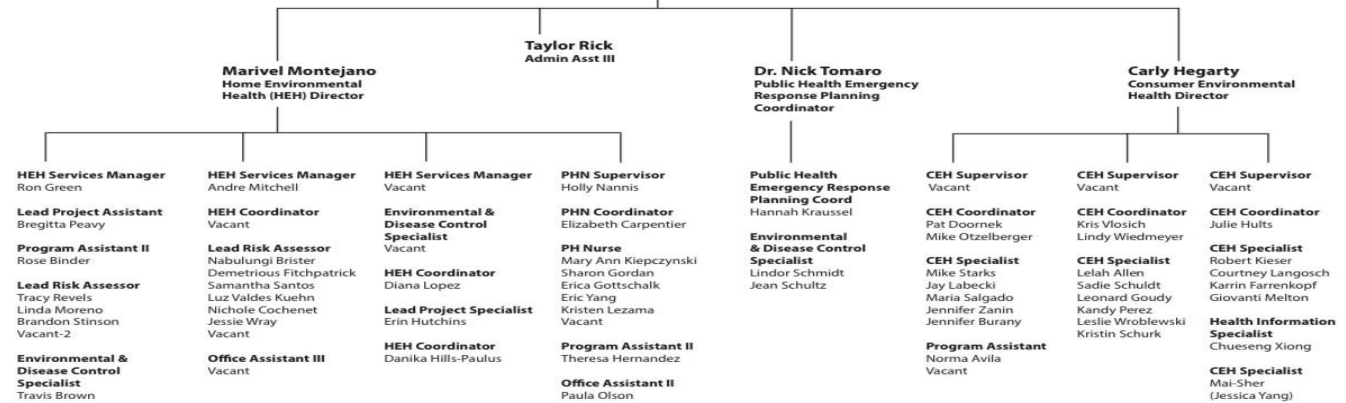 Taylor Rick
Admin Asst III
Marivel Montejano
Home Environmental
Health (HEH) Director
Dr. Nick Tomaro
Public Health Emergency
Response Planning
Coordinator
Carly Hegarty
Consumer Environmental
Health Director
HEH Services Manager
Ron Green
Lead Project Assistant
Bregitta Peavy
Program Assistant II
Rose Binder
Lead Risk Assessor
Tracy Revels
Linda Moreno
Brandon Stinson
Vacant-2
Environmental &
Disease Control
Specialist
Travis Brown
HEH Services Manager
Andre Mitchell
HEH Coordinator
Vacant
Lead Risk Assessor
Nabulungi Brister
Demetrious Fitchpatrick
Samantha Santos
Luz Valdes Kuehn
Nichole Cochenet
Jessie Wray
Vacant
Office Assistant III
Vacant
HEH Services Manager
Vacant
Environmental &
Disease Control
Specialist
Vacant
HEH Coordinator
Diana Lopez
Lead Project Specialist
Erin Hutchins
HEH Coordinator
Danika Hills-Paulus
PHN Supervisor
Holly Nannis
PHN Coordinator
Elizabeth Carpentier
PH Nurse
Mary Ann Kiepczynski
Sharon Gordan
Erica Gottschalk
Eric Yang
Kristen Lezama
Vacant
Program Assistant II
Theresa Hernandez
Office Assistant II
Paula Olson
Public Health
Emergency Response
Planning Coord
Hannah Kraussel
Environmental
& Disease Control
Specialist
Lindor Schmidt
Jean Schultz
CEH Supervisor
Vacant
CEH Coordinator
Pat Doornek
Mike Otzelberger
CEH Specialist
Mike Starks
Jay Labecki
Maria Salgado
Jennifer Zanin
Jennifer Burany
Program Assistant
Norma Avila
Vacant
CEH Supervisor
Vacant
CEH Coordinator
Kris Vlosich
Lindy Wiedmeyer
CEH Specialist
Lelah Allen
Sadie Schuldt
Leonard Goudy
Kandy Perez
Leslie Wroblewski
Kristin Schurk
CEH Supervisor
Vacant
CEH Coordinator
Julie Hults
CEH Specialist
Robert Kieser
Courtney Langosch
Karrin Farrenkopf
Giovanti Melton
Health Information
Specialist
Chueseng Xiong
CEH Specialist
Mai-Sher
(Jessica Yang)